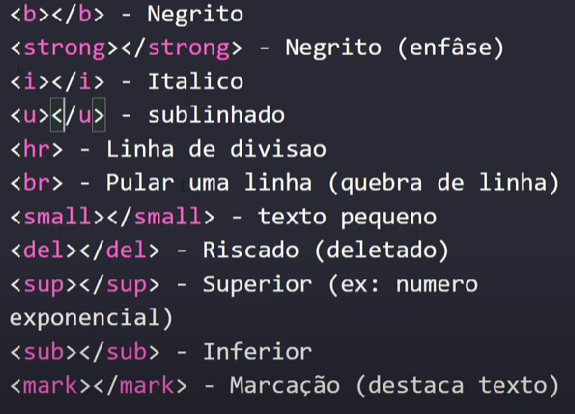 <b></b> - Negrito
<strong></strong> - Negrito (enfâse)
<i></i> - Italico
<u></u> - sublinhado
<hr> - Linha de divisao
<br> - Pular uma linha (quebra de linha)
<small></small> - texto pequeno
<del></del> - Riscado (deletado)
<sup></sup> - Superior (ex: numero
exponencial)
<sub></sub> - Inferior
<mark></mark> - Marcação (destaca texto)